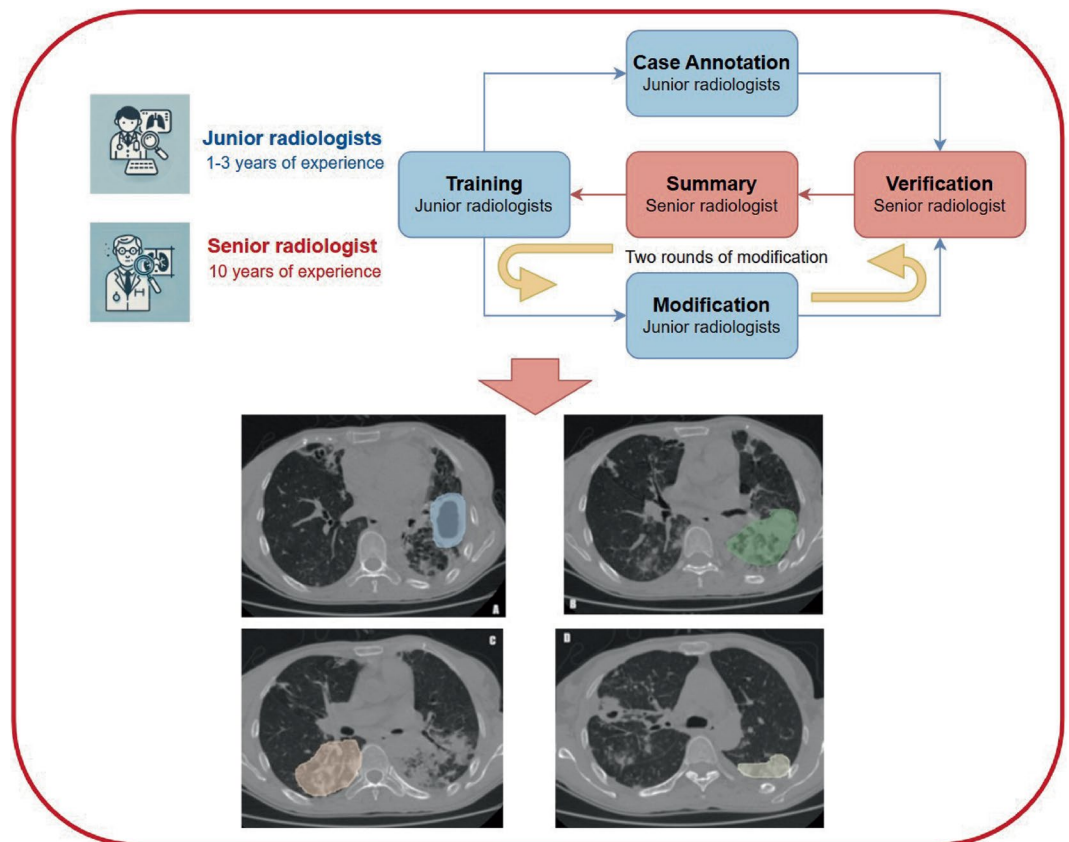 Case Annotation
Junior radiologists
Junior radiologists
1-3 years of experience
Training
Junior radiologists
Summary
Senior radiologist
Verification
Senior radiologist
Senior radiologist
10 years of experience
Two rounds of modification
Modification
Junior radiologists
A
B
C
D